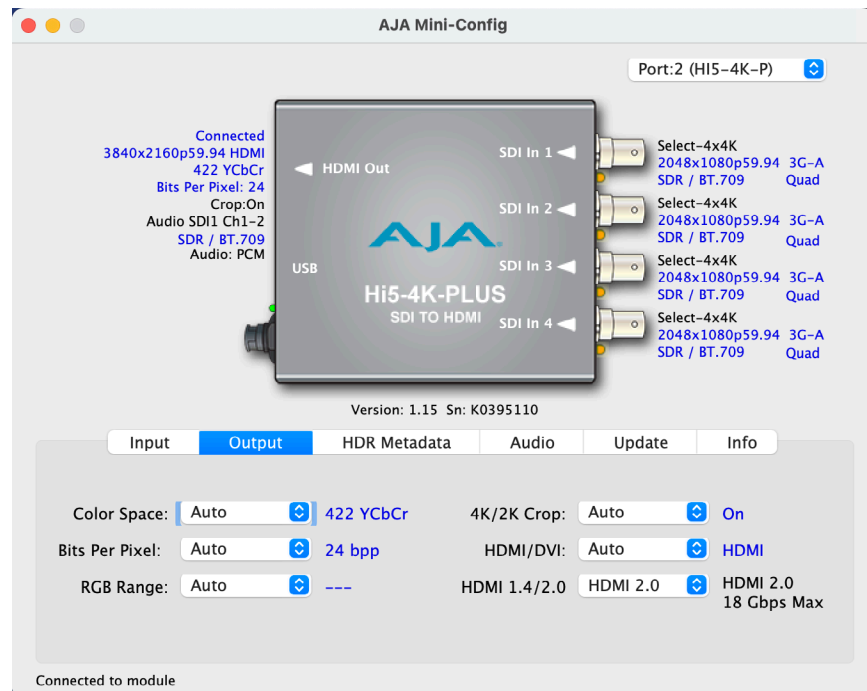 AJA Mini-Config
Port:2 (HI5-4K-P)
Connected
3840x2160p59.94 HDMI
422 YCbCr
Bits Per Pixel: 24
Crop:On
Audio SDI1 Ch1-2
SDR / BT.709
Audio: PCM
HDMI Out
USB
SDI In 1
SDI In 2
SDI In 3
SDI In 4
AJA
Hi5-4K-PLUS
SDI TO HDMI
Select-4x4K
2048x1080p59.94 3G-A
SDR / BT.709 Quad
Select-4x4K
2048x1080p59.94 3G-A
SDR / BT.709 Quad
Select-4x4K
2048x1080p59.94 3G-A
SDR / BT.709 Quad
Select-4x4K
2048x1080p59.94 3G-A
SDR / BT.709 Quad
Version: 1.15 Sn: K0395110
Input Output HDR Metadata Audio Update Info
Color Space: Auto 422 YCbCr 4K/2K Crop: Auto On
Bits Per Pixel: Auto 24 bpp HDMI/DVI: Auto HDMI
RGB Range: Auto --- HDMI 1.4/2.0 HDMI 2.0 HDMI 2.0
18 Gbps Max
Connected to module